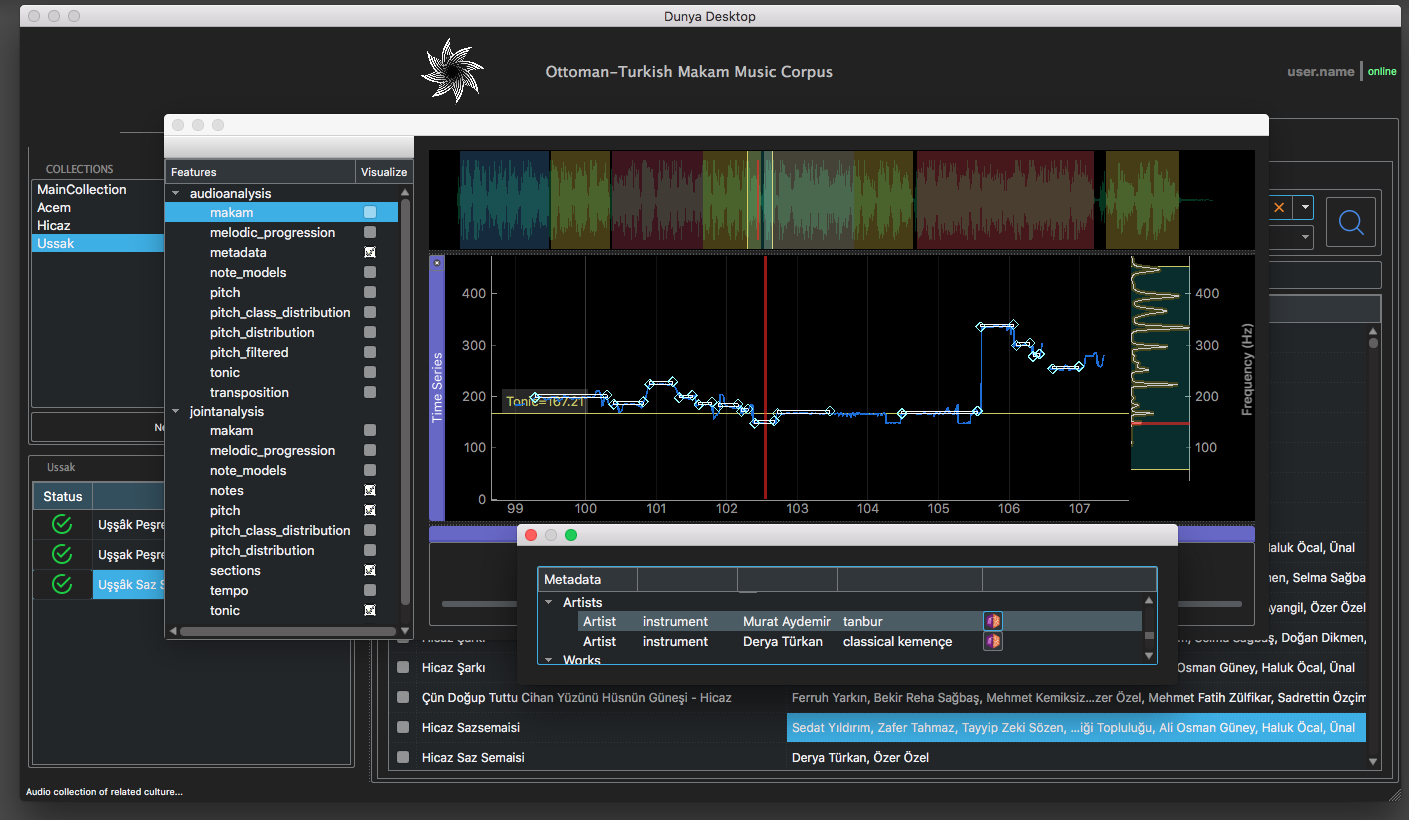 Dunya Desktop
Ottoman-Turkish Makam Music Corpus
user.name
online
COLLECTIONS
MainCollection
Acem
Hicaz
Ussak
Ussak
Status
Uşşâk Peşre
Uşşak Peşre
Uşşâk Saz S
Features Visualize
audioanalysis
makam
melodic_progression
metadata
note_models
pitch
pitch_class_distribution
pitch_distribution
pitch_filtered
tonic
transposition
jointanalysis
makam
melodic_progression
note_models
notes
pitch
pitch_class_distribution
pitch_distribution
sections
tempo
tonic
Time Series
400
300
200
100
0
Tonic=167.21
99 100 101 102 103 104 105 106 107
400
300
200
100
Frequency (Hz)
Metadata
Artists
Artist instrument Murat Aydemir tanbur
Artist instrument Derya Türkan classical kemençe
Works
Haluk Öcal, Ünal
nen, Selma Sağba
Ayangil, Özer Özel
Hicaz Şarkı
Selma Sağbaş, Doğan Dikmen,
Hicaz Şarkı
Osman Güney, Haluk Öcal, Ünal
Çün Doğup Tuttu Cihan Yüzünü Hüsnün Güneşi - Hicaz
Ferruh Yarkın, Bekir Reha Sağbaş, Mehmet Kemiksiz...zer Özel, Mehmet Fatih Zülfikar, Sadrettin Özçim
Hicaz Sazsemaisi
Sedat Yıldırım, Zafer Tahmaz, Tayyip Zeki Sözen, ...iği Topluluğu, Ali Osman Güney, Haluk Öcal, Ünal
Hicaz Saz Semaisi
Derya Türkan, Özer Özel
Audio collection of related culture...